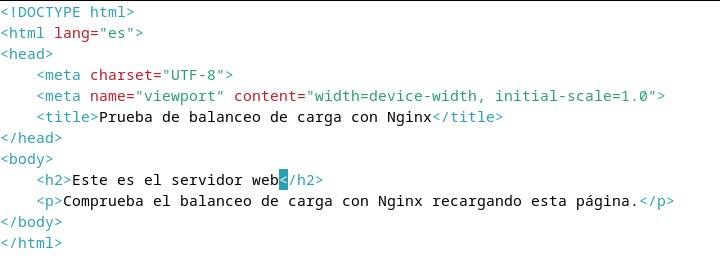 <!DOCTYPE html>
<html lang="es">
<head>
    <meta charset="UTF-8">
    <meta name="viewport" content="width=device-width, initial-scale=1.0">
    <title>Prueba de balanceo de carga con Nginx</title>
</head>
<body>
    <h2>Este es el servidor web</h2>
    <p>Comprueba el balanceo de carga con Nginx recargando esta página.</p>
</body>
</html>